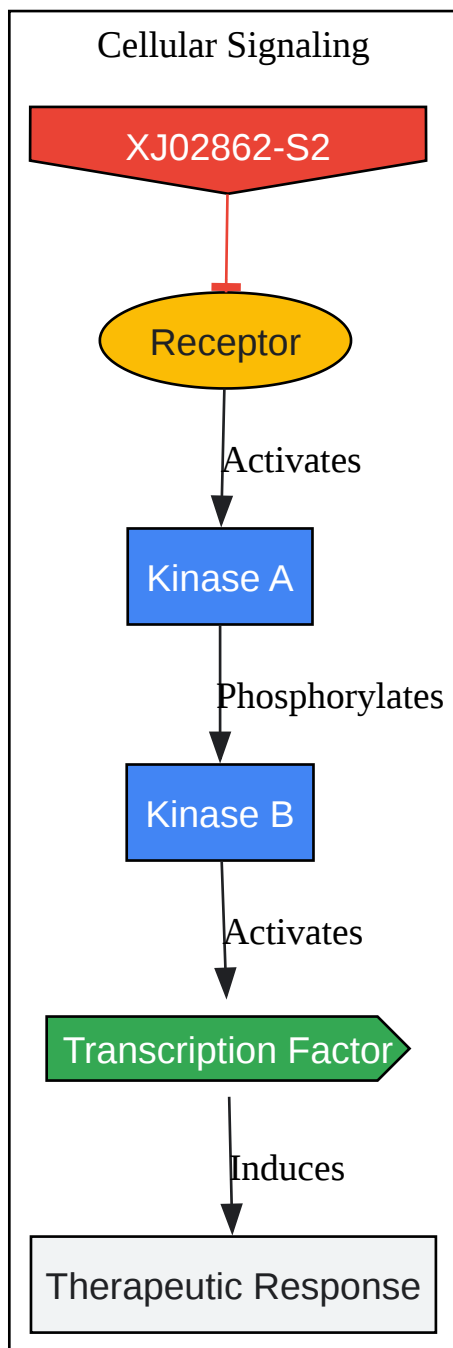 Cellular Signaling
XJ02862-S2
Receptor
Activates
Kinase A
Phosphorylates
Kinase B
Activates
Transcription Factor
Induces
Therapeutic Response